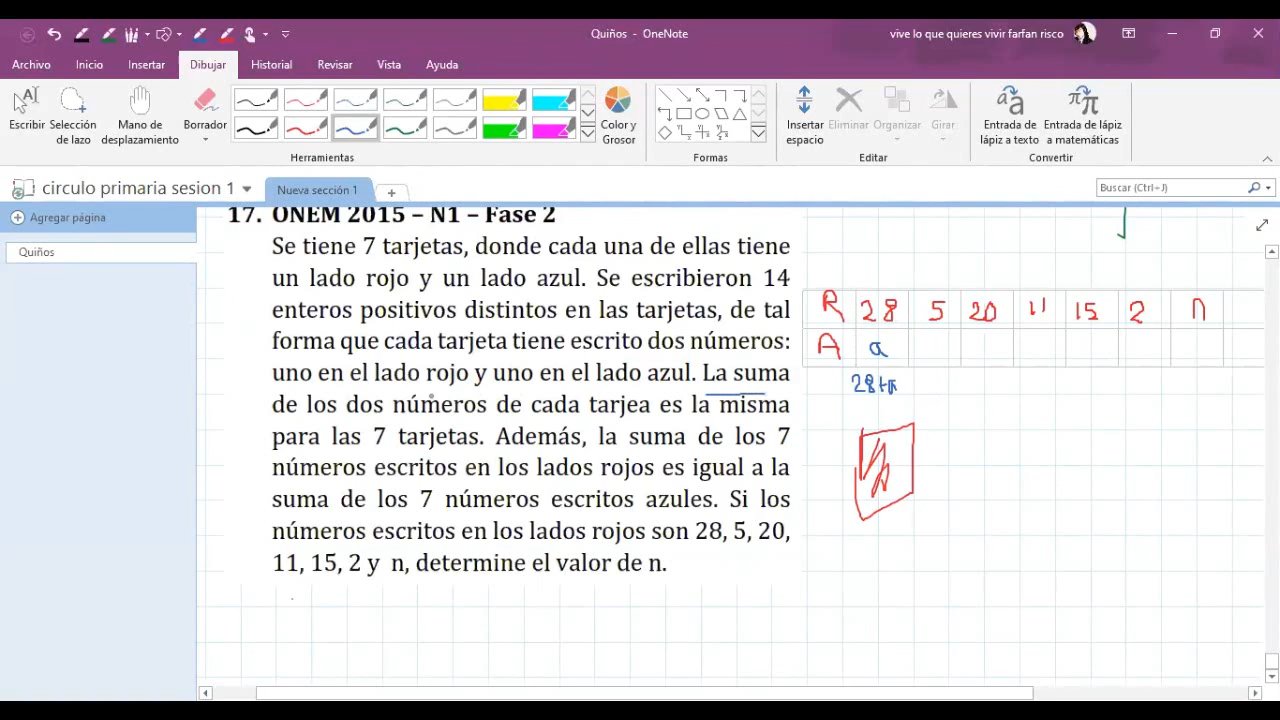 Quiños - OneNote
vive lo que quieres vivir farfan risco
Archivo Inicio Insertar Dibujar Historial Revisar Vista Ayuda
Escribir
Selección de lazo
Mano de desplazamiento
Borrador
Color y Grosor
Insertar espacio
Eliminar
Organizar
Girar
Entrada de lápiz a texto
Entrada de lápiz a matemáticas
Herramientas Formas Editar Convertir
circulo primaria sesion 1 Nueva sección 1
Buscar (Ctrl+J)
Agregar página
Quiños
17. ONEM 2015 – N1 – Fase 2
Se tiene 7 tarjetas, donde cada una de ellas tiene
un lado rojo y un lado azul. Se escribieron 14
enteros positivos distintos en las tarjetas, de tal
forma que cada tarjeta tiene escrito dos números:
uno en el lado rojo y uno en el lado azul. La suma
de los dos números de cada tarjea es la misma
para las 7 tarjetas. Además, la suma de los 7
números escritos en los lados rojos es igual a la
suma de los 7 números escritos azules. Si los
números escritos en los lados rojos son 28, 5, 20,
11, 15, 2 y n, determine el valor de n.
R 28 5 20 11 15 2 n
A a
28+a